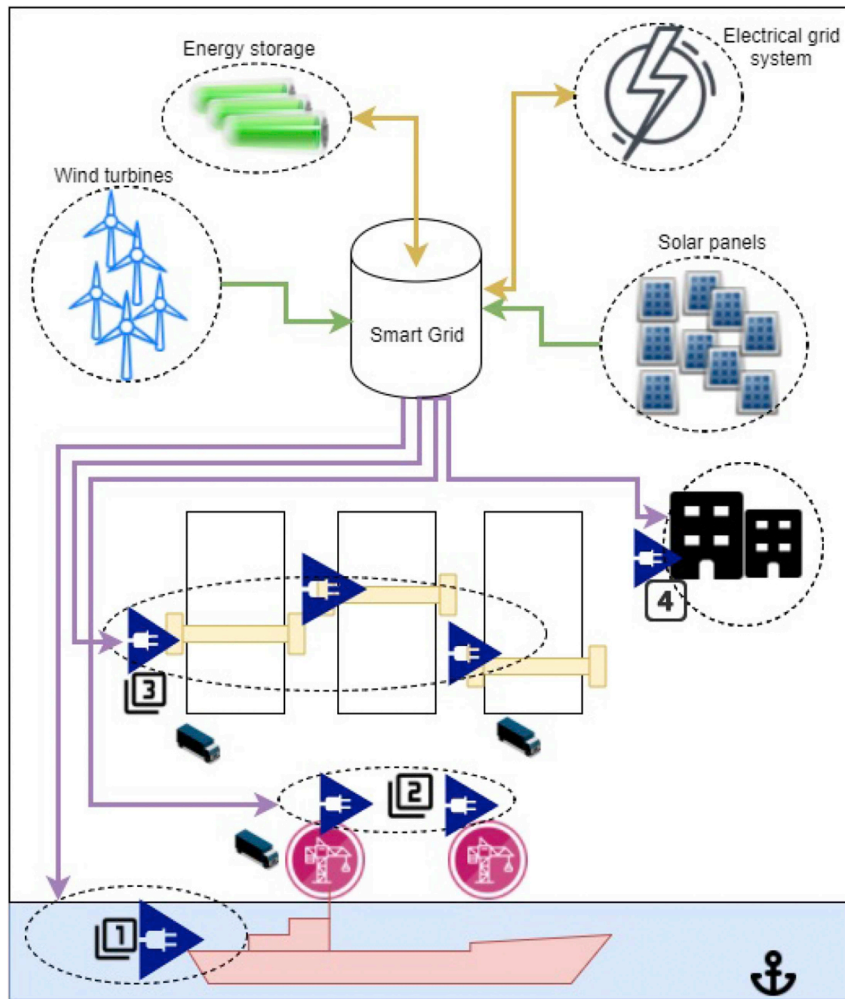 Energy storage
Electrical grid
system
Wind turbines
Solar panels
Smart Grid
4
3
2
1